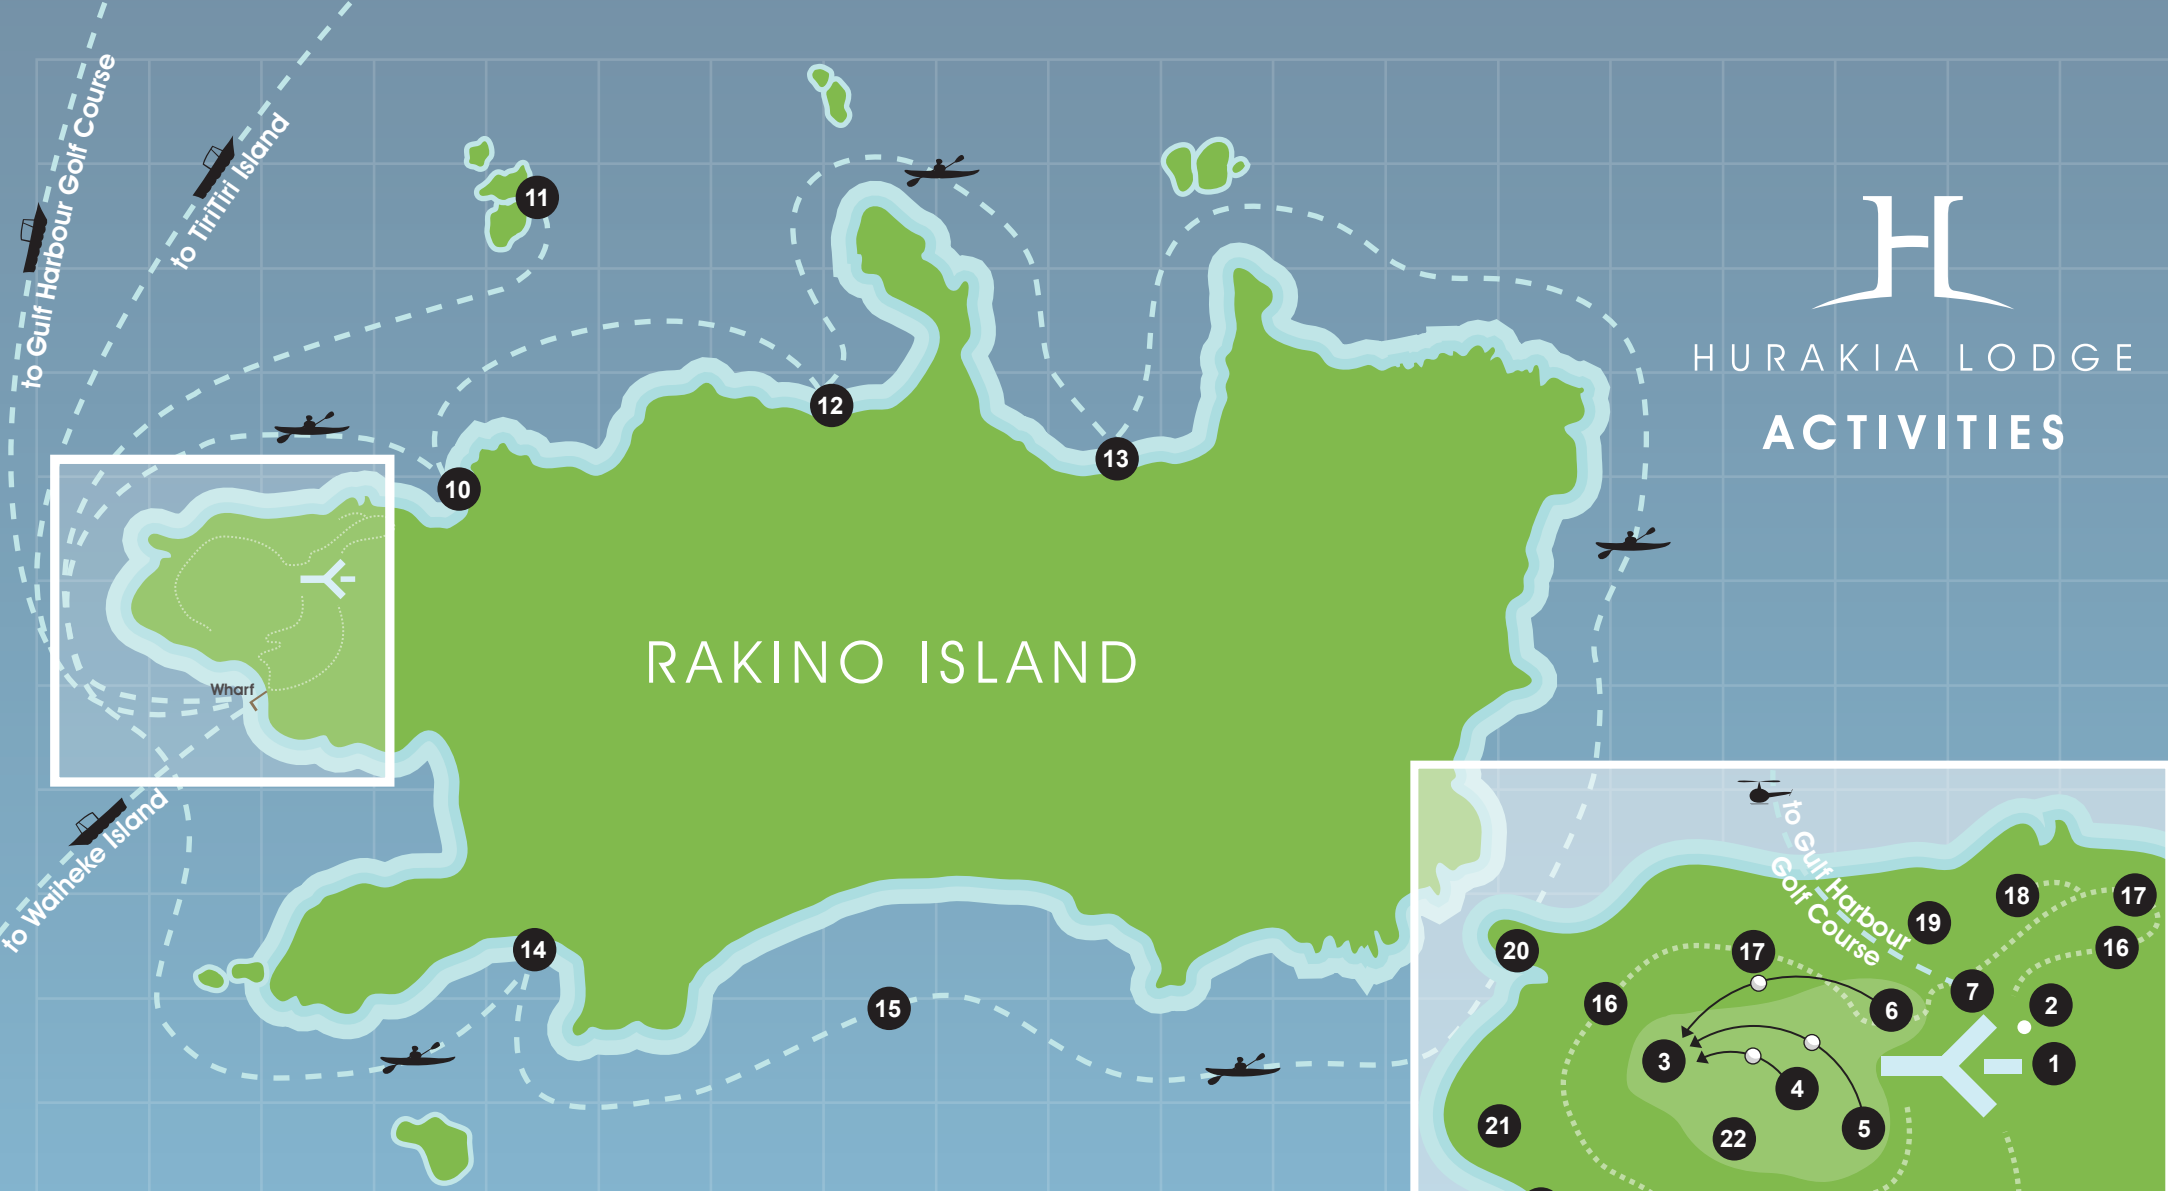 to Gulf Harbour Golf Course
to TiriTiri Island
11
H
HURAKIA LODGE
ACTIVITIES
12
13
10
RAKINO ISLAND
Wharf
to Waiheke Island
14
15
to Gulf Harbour
Golf Course
18
17
19
20
17
16
16
7
2
6
3
1
4
21
5
22